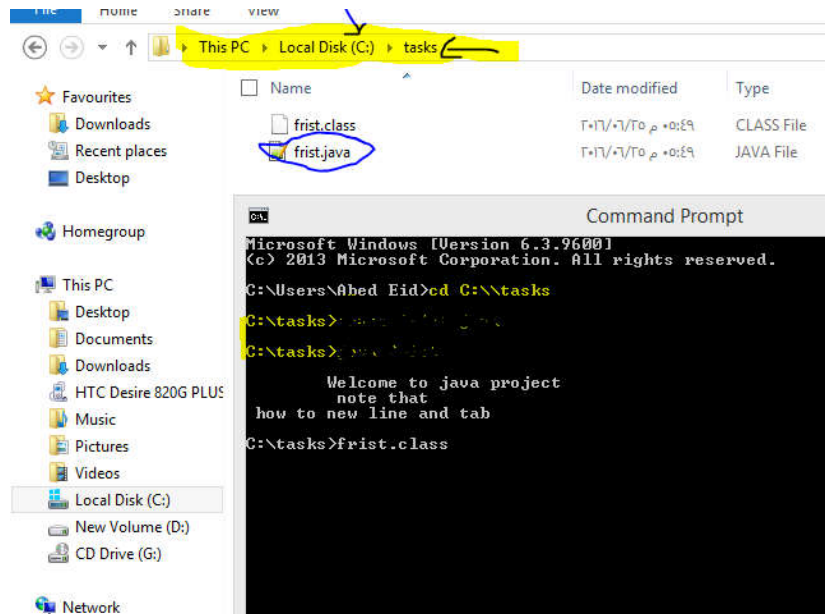 File Home Share View
This PC Local Disk (C:) tasks
Name Date modified Type
Favourites
Downloads
Recent places
Desktop
frist.class ٢٠١٦/٠٦/٢٥ ٠٥:٤٩ م CLASS File
frist.java ٢٠١٦/٠٦/٢٥ ٠٥:٤٩ م JAVA File
Homegroup
This PC
Desktop
Documents
Downloads
HTC Desire 820G PLUS
Music
Pictures
Videos
Local Disk (C:)
New Volume (D:)
CD Drive (G:)
Network
C:\.
Command Prompt
Microsoft Windows [Version 6.3.9600]
(c) 2013 Microsoft Corporation. All rights reserved.
C:\Users\Abed Eid>cd C:\\tasks
C:\tasks>
C:\tasks>
Welcome to java project
note that
how to new line and tab
C:\tasks>frist.class